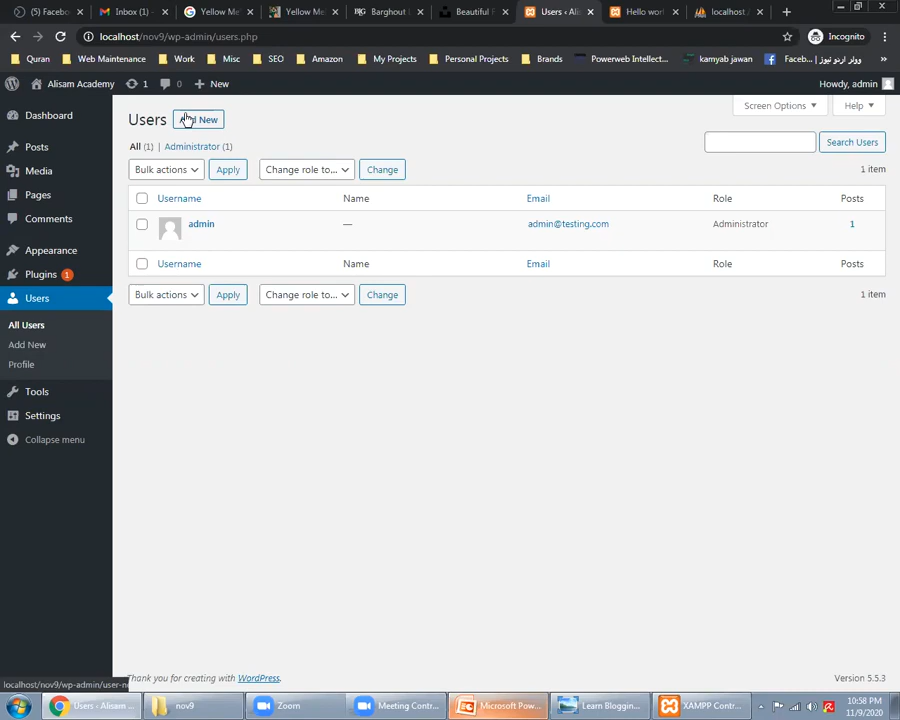 (5) Facebo
Inbox (1) –
Yellow Me
Yellow Me
Barghout
Beautiful
Users ‹ Alis
Hello worl
localhost /
localhost/nov9/wp-admin/users.php
Incognito
Quran
Web Maintenance
Work
Misc
SEO
Amazon
My Projects
Personal Projects
Brands
Powerweb Intellect...
kamyab jawan
Faceb...
Alisam Academy
1
0
New
Howdy, admin
Dashboard
Posts
Media
Pages
Comments
Appearance
Plugins 1
Users
All Users
Add New
Profile
Tools
Settings
Collapse menu
Users
Screen Options
Help
All (1) | Administrator (1)
Search Users
Bulk actions
Apply
Change role to...
Change
1 item
Username
Name
Email
Role
Posts
admin
—
admin@testing.com
Administrator
1
Username
Name
Email
Role
Posts
Bulk actions
Apply
Change role to...
Change
1 item
Thank you for creating with WordPress.
Version 5.5.3
localhost/nov9/wp-admin/user-n
Users ‹ Alisam ...
nov9
Zoom
Meeting Contr...
Microsoft Pow...
Learn Bloggin...
XAMPP Contr...
10:58 PM
11/9/2020